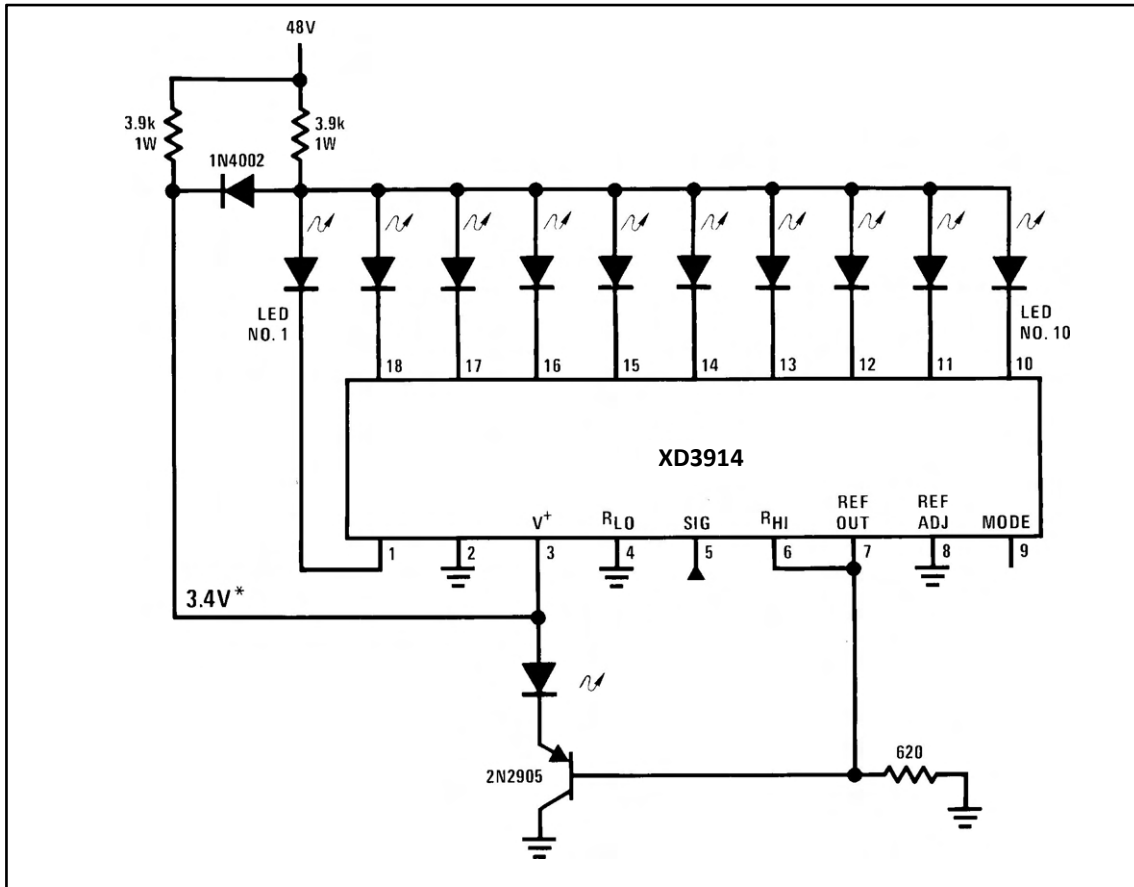 48V
3.9k
1W
3.9k
1W
1N4002
LED
NO. 1
LED
NO. 10
18 17 16 15 14 13 12 11 10
XD3914
V+ RLO SIG RHI REF OUT REF ADJ MODE
1 2 3 4 5 6 7 8 9
3.4V*
620
2N2905